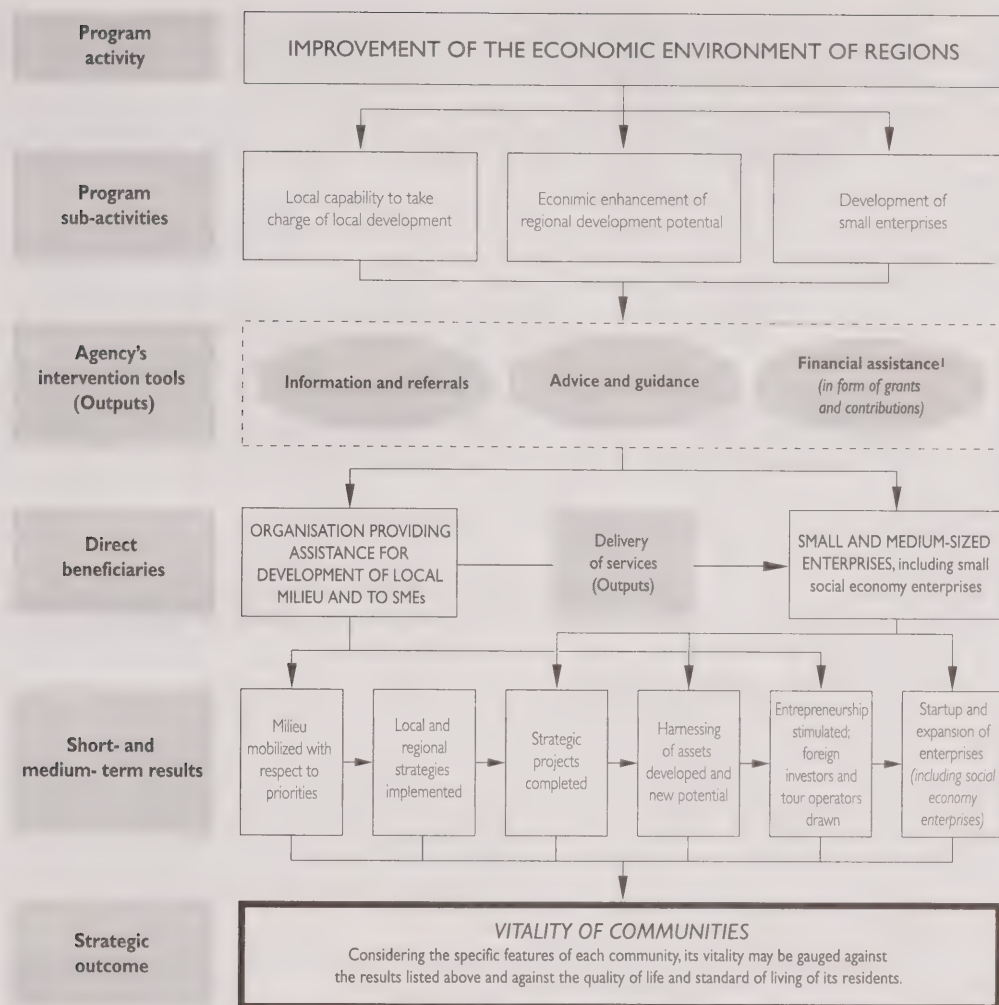 Program
activity
IMPROVEMENT OF THE ECONOMIC ENVIRONMENT OF REGIONS
Program
sub-activities
Local capability to take
charge of local development
Economic enhancement of
regional development potential
Development of
small enterprises
Agency's
intervention tools
(Outputs)
Information and referrals
Advice and guidance
Financial assistance¹
(in form of grants
and contributions)
Direct
beneficiaries
ORGANISATION PROVIDING
ASSISTANCE FOR
DEVELOPMENT OF LOCAL
MILIEU AND TO SMEs
Delivery
of services
(Outputs)
SMALL AND MEDIUM-SIZED
ENTERPRISES, including small
social economy enterprises
Short- and
medium- term results
Milieu
mobilized with
respect to
priorities
Local and
regional
strategies
implemented
Strategic
projects
completed
Harnessing
of assets
developed and
new potential
Entrepreneurship
stimulated;
foreign
investors and
tour operators
drawn
Startup and
expansion of
enterprises
(including social
economy
enterprises)
Strategic
outcome
VITALITY OF COMMUNITIES
Considering the specific features of each community, its vitality may be gauged against
the results listed above and against the quality of life and standard of living of its residents.